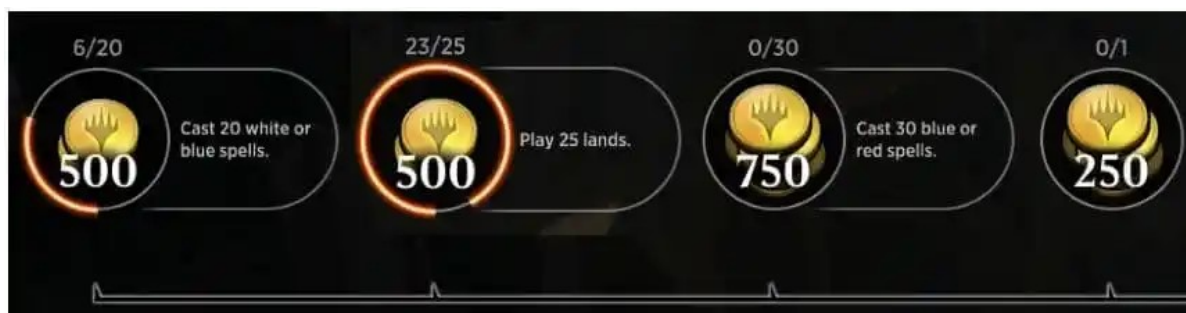 6/20
500
Cast 20 white or
blue spells.
23/25
500
Play 25 lands.
0/30
750
Cast 30 blue or
red spells.
0/1
250